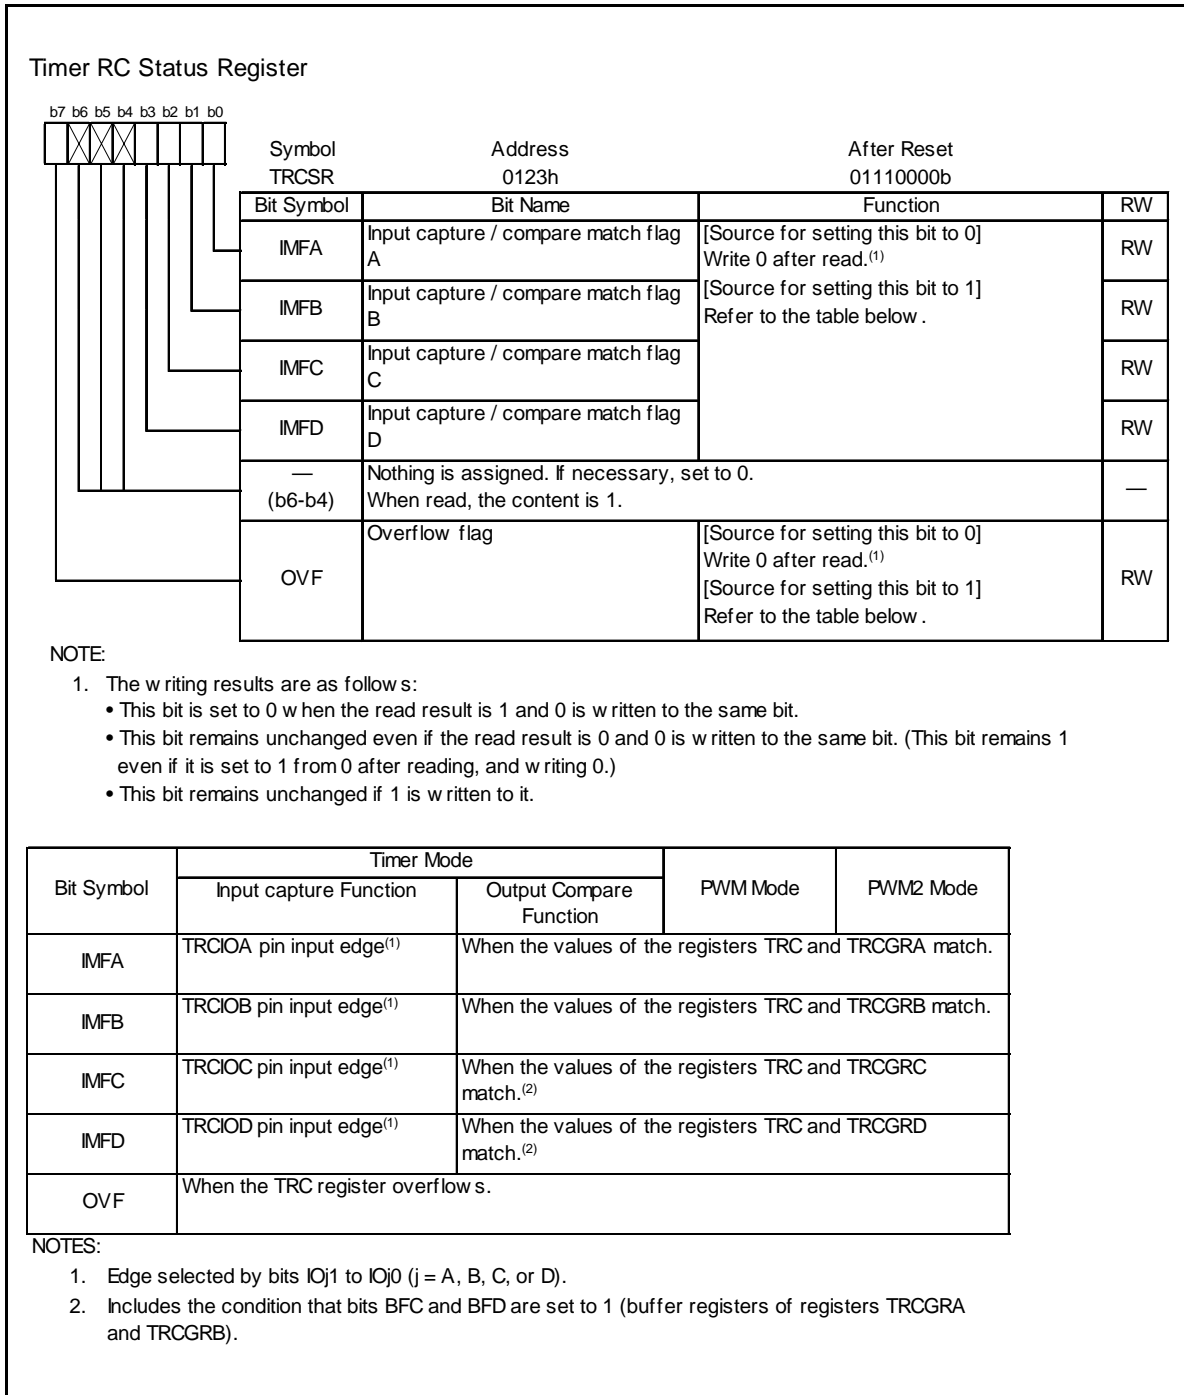 Timer RC Status Register
b7 b6 b5 b4 b3 b2 b1 b0
Symbol Address After Reset
TRCSR 0123h 01110000b
Bit Symbol Bit Name Function RW
IMFA Input capture / compare match flag A [Source for setting this bit to 0] RW
Write 0 after read.(1)
IMFB Input capture / compare match flag B [Source for setting this bit to 1] RW
Refer to the table below.
IMFC Input capture / compare match flag C RW
IMFD Input capture / compare match flag D RW
— (b6-b4) Nothing is assigned. If necessary, set to 0. —
When read, the content is 1.
OVF Overflow flag [Source for setting this bit to 0] RW
Write 0 after read.(1)
[Source for setting this bit to 1]
Refer to the table below.
NOTE:
1. The writing results are as follows:
• This bit is set to 0 when the read result is 1 and 0 is written to the same bit.
• This bit remains unchanged even if the read result is 0 and 0 is written to the same bit. (This bit remains 1
even if it is set to 1 from 0 after reading, and writing 0.)
• This bit remains unchanged if 1 is written to it.
Bit Symbol Timer Mode PWM Mode PWM2 Mode
Input capture Function Output Compare Function
IMFA TRCIOA pin input edge(1) When the values of the registers TRC and TRCGRA match.
IMFB TRCIOB pin input edge(1) When the values of the registers TRC and TRCGRB match.
IMFC TRCIOC pin input edge(1) When the values of the registers TRC and TRCGRC
match.(2)
IMFD TRCIOD pin input edge(1) When the values of the registers TRC and TRCGRD
match.(2)
OVF When the TRC register overflows.
NOTES:
1. Edge selected by bits IOj1 to IOj0 (j = A, B, C, or D).
2. Includes the condition that bits BFC and BFD are set to 1 (buffer registers of registers TRCGRA
and TRCGRB).